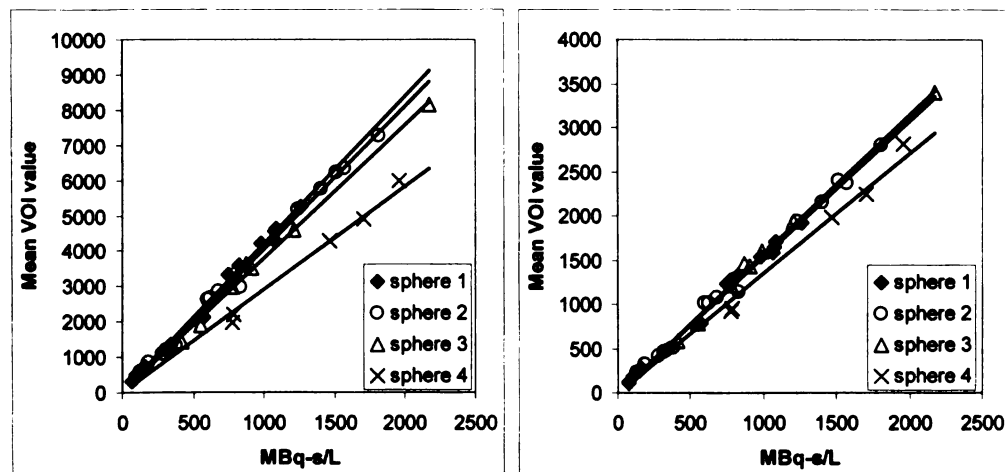 10000
9000
8000
7000
6000
5000
4000
3000
2000
1000
0
Mean VOI value
0 500 1000 1500 2000 2500
MBq-s/L
sphere 1
sphere 2
sphere 3
sphere 4
4000
3500
3000
2500
2000
1500
1000
500
0
Mean VOI value
0 500 1000 1500 2000 2500
MBq-s/L
sphere 1
sphere 2
sphere 3
sphere 4